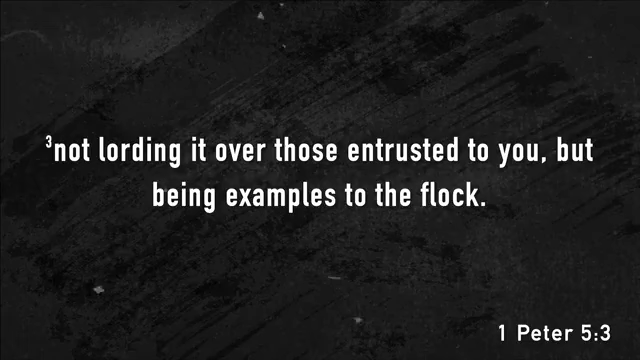 ³not lording it over those entrusted to you, but
being examples to the flock.
1 Peter 5:3